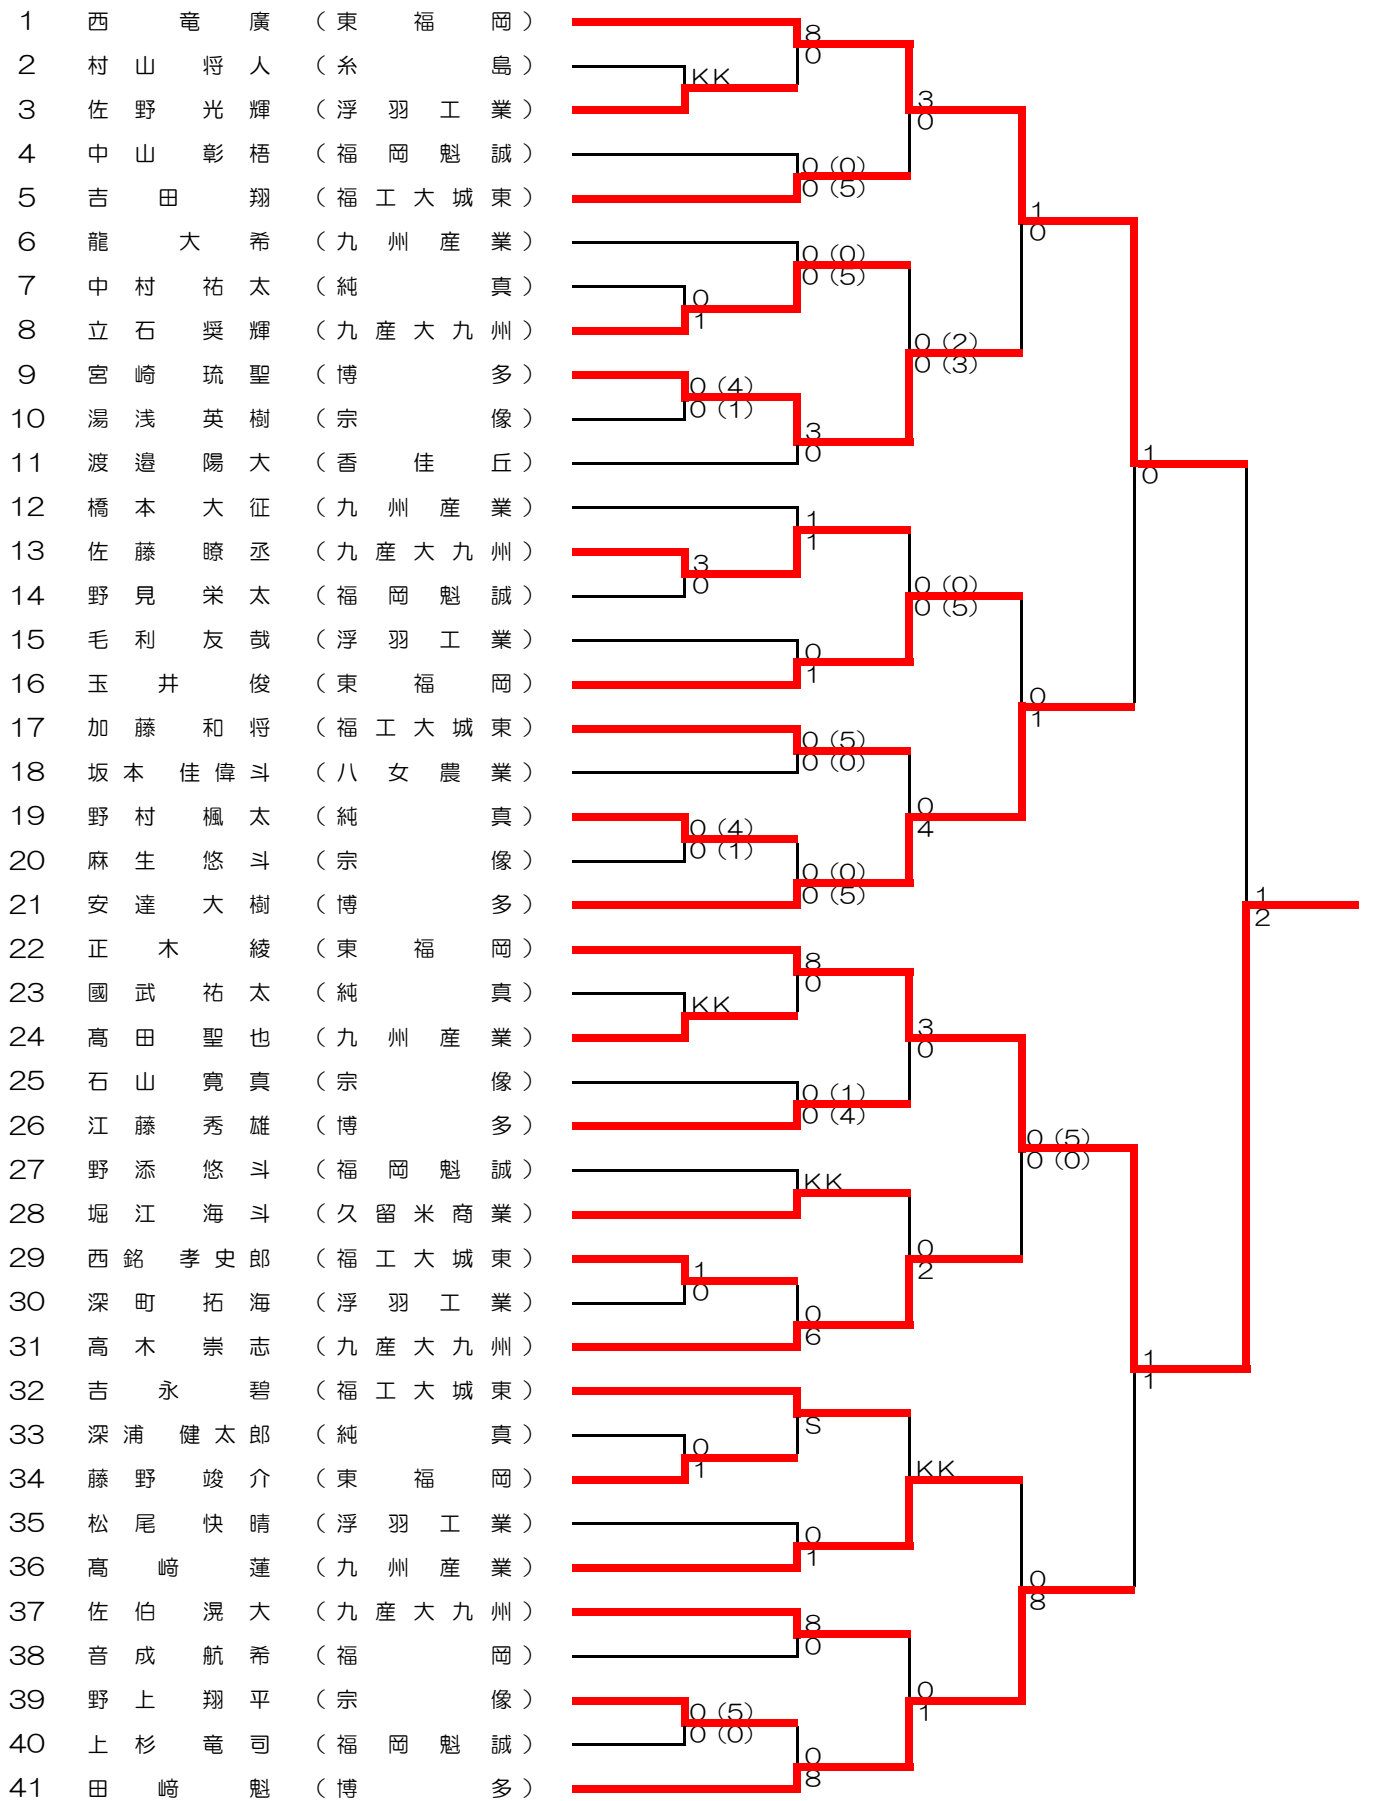 1 西 竜 廣 （東 福 岡）
8
0
2 村山 将人 （糸 島）
KK
3 佐野 光輝 （浮羽工業）
3
0
4 中山 彰梧 （福岡魁誠）
0（0）
0（5）
5 吉 田 翔 （福工大城東）
1
0
6 龍 大希 （九州産業）
0（0）
0（5）
7 中村 祐太 （純 真）
0
1
8 立石 奨輝 （九産大九州）
0（2）
0（3）
9 宮崎 琉聖 （博 多）
0（4）
0（1）
10 湯浅 英樹 （宗 像）
3
0
11 渡邉 陽大 （香 佳 丘）
1
0
12 橋本 大征 （九州産業）
1
1
13 佐藤 瞭丞 （九産大九州）
3
0
14 野見 栄太 （福岡魁誠）
0（0）
0（5）
15 毛利 友哉 （浮羽工業）
0
1
16 玉 井 俊 （東 福 岡）
0
1
17 加藤 和将 （福工大城東）
0（5）
0（0）
18 坂本 佳偉斗 （八女農業）
19 野村 楓太 （純 真）
0
4
0（4）
0（1）
20 麻生 悠斗 （宗 像）
0（0）
0（5）
21 安達 大樹 （博 多）
1
2
22 正 木 綾 （東 福 岡）
8
0
23 國武 祐太 （純 真）
KK
24 髙田 聖也 （九州産業）
3
0
25 石山 寛真 （宗 像）
0（1）
0（4）
26 江藤 秀雄 （博 多）
0（5）
0（0）
27 野添 悠斗 （福岡魁誠）
KK
28 堀江 海斗 （久留米商業）
29 西銘 孝史郎 （福工大城東）
0
2
1
0
30 深町 拓海 （浮羽工業）
0
6
31 高木 崇志 （九産大九州）
1
1
32 吉 永 碧 （福工大城東）
S
33 深浦 健太郎 （純 真）
0
1
34 藤野 竣介 （東 福 岡）
KK
35 松尾 快晴 （浮羽工業）
0
1
36 髙 﨑 蓮 （九州産業）
0
8
37 佐伯 滉大 （九産大九州）
8
0
38 音成 航希 （福 岡）
39 野上 翔平 （宗 像）
0
1
0（5）
0（0）
40 上杉 竜司 （福岡魁誠）
0
8
41 田 﨑 魁 （博 多）